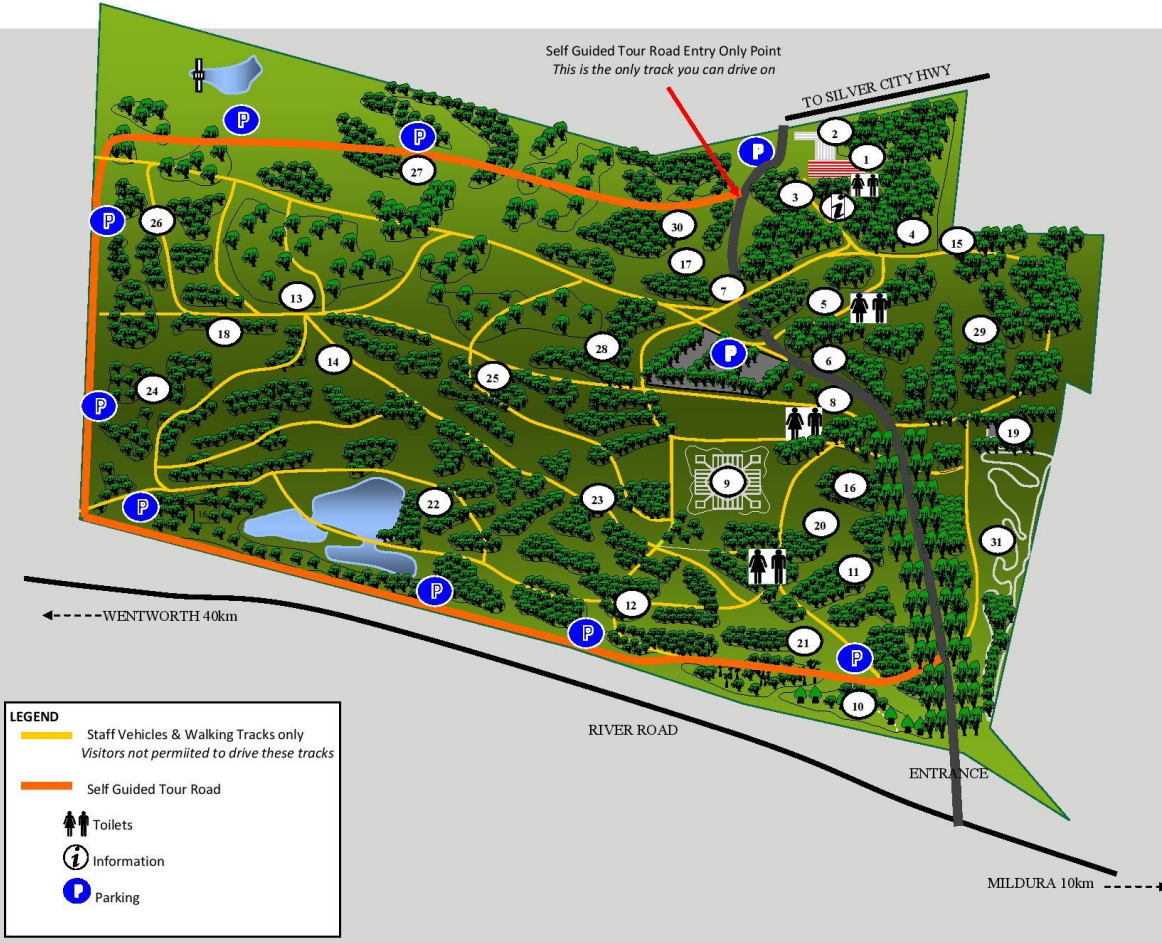 Self Guided Tour Road Entry Only Point
This is the only track you can drive on
TO SILVER CITY HWY
2
1
P
P
P
27
3
i
26
P
30
4
15
17
7
13
5
18
29
28
P
6
14
25
24
8
P
19
9
16
22
23
P
16
20
31
11
P
12
WENTWORTH 40km
P
21
P
10
RIVER ROAD
ENTRANCE
MILDURA 10km
LEGEND
Staff Vehicles & Walking Tracks only
Visitors not permiited to drive these tracks
Self Guided Tour Road
Toilets
i Information
P Parking